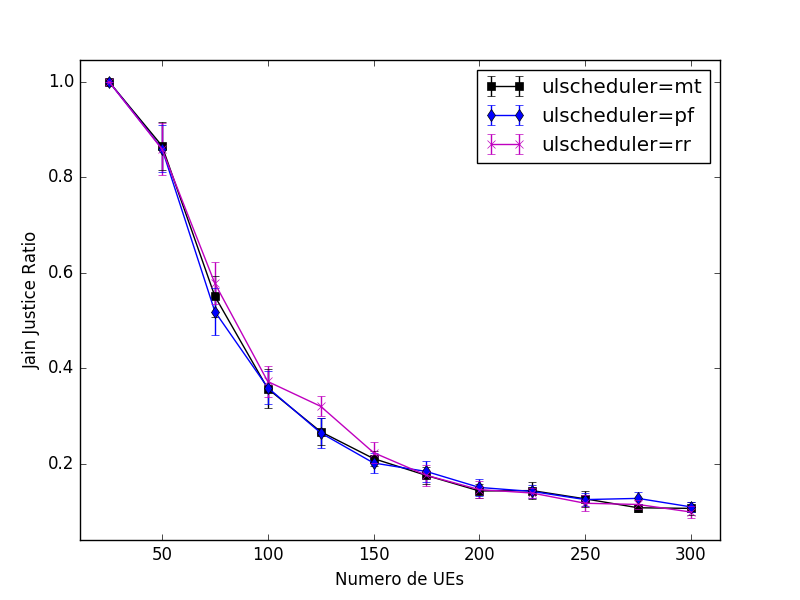 1.0
0.8
0.6
0.4
0.2
Jain Justice Ratio
ulscheduler=mt
ulscheduler=pf
ulscheduler=rr
50
100
150
200
250
300
Numero de UEs